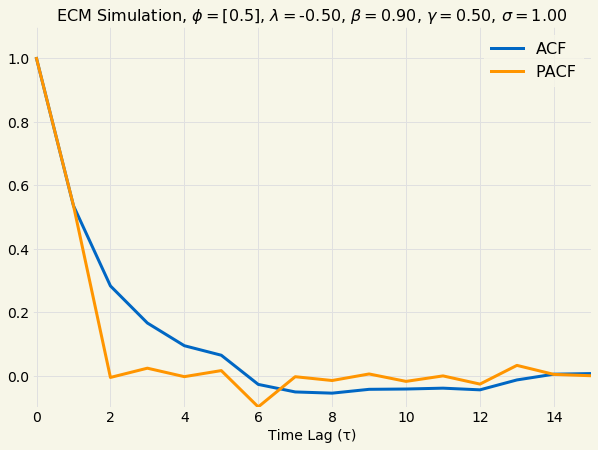 ECM Simulation, ϕ = [0.5], λ = -0.50, β = 0.90, γ = 0.50, σ = 1.00
ACF
PACF
1.0
0.8
0.6
0.4
0.2
0.0
0 2 4 6 8 10 12 14
Time Lag (τ)